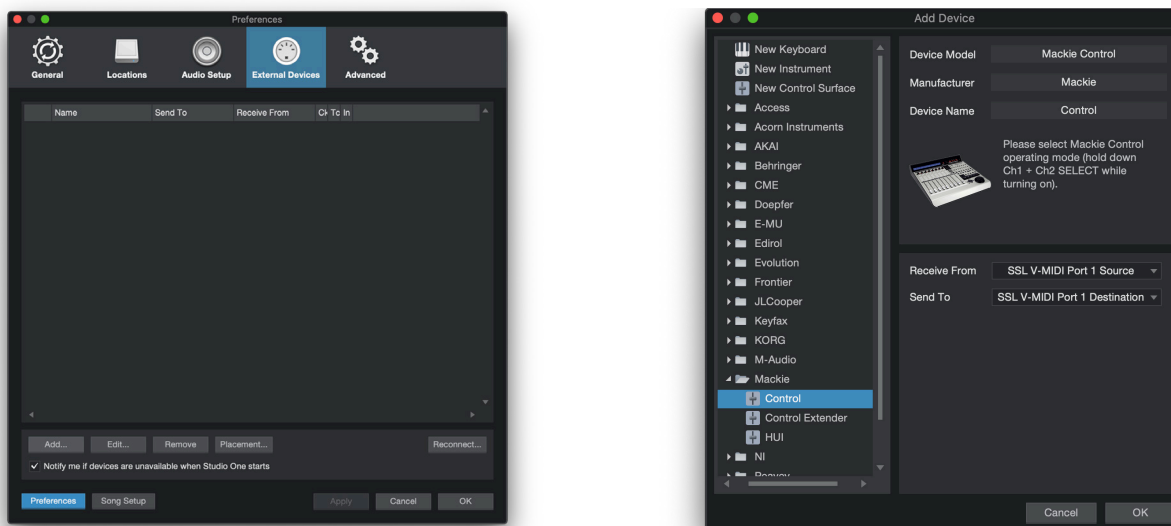 Preferences
General
Locations
Audio Setup
External Devices
Advanced
Name Send To Receive From
Add... Edit... Remove Placement... Reconnect...
Notify me if devices are unavailable when Studio One starts
Preferences Song Setup Apply Cancel OK
Add Device
New Keyboard
New Instrument
New Control Surface
Access
Acorn Instruments
AKAI
Behringer
CME
Doepfer
E-MU
Edirol
Evolution
Frontier
JLCooper
Keyfax
KORG
M-Audio
Mackie
Control
Control Extender
HUI
NI
Device Model Mackie Control
Manufacturer Mackie
Device Name Control
Please select Mackie Control
operating mode (hold down
Ch1 + Ch2 SELECT while
turning on).
Receive From SSL V-MIDI Port 1 Source
Send To SSL V-MIDI Port 1 Destination
Cancel OK